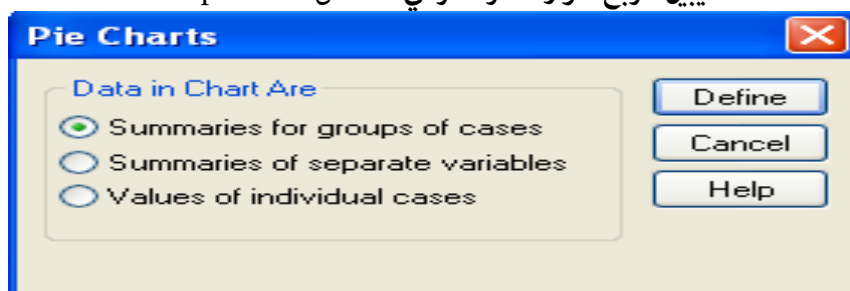 Pie Charts
Data in Chart Are
Summaries for groups of cases
Summaries of separate variables
Values of individual cases
Define
Cancel
Help